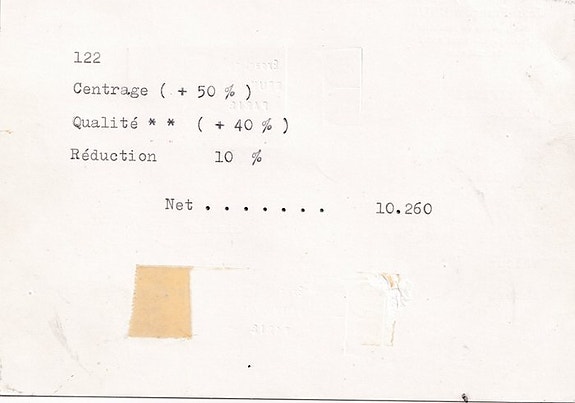 122
Centrage ( + 50 % )
Qualité * * ( + 40 % )
Réduction 10 %
Net . . . . . . . 10.260